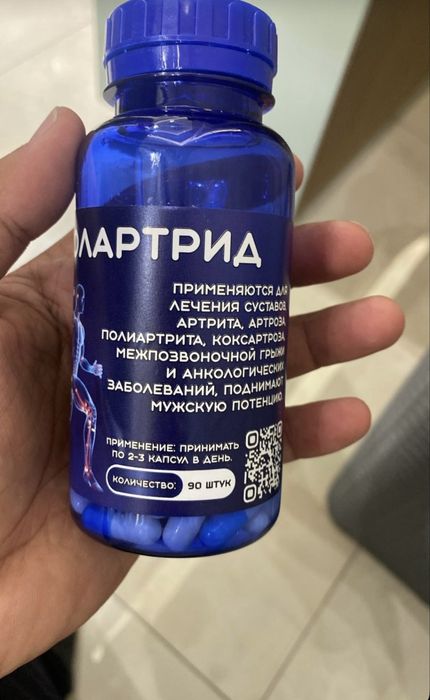 ОЛАРТРИД
ПРИМЕНЯЮТСЯ ДЛЯ
ЛЕЧЕНИЯ СУСТАВОВ,
АРТРИТА, АРТРОЗА,
ПОЛИАРТРИТА, КОКСАРТРОЗА,
МЕЖПОЗВОНОЧНОЙ ГРЫЖИ
И АНКОЛОГИЧЕСКИХ
ЗАБОЛЕВАНИЙ, ПОДНИМАЮТ
МУЖСКУЮ ПОТЕНЦИЮ.
ПРИМЕНЕНИЕ: ПРИНИМАТЬ
ПО 2-3 КАПСУЛ В ДЕНЬ.
КОЛИЧЕСТВО: 90 ШТУК